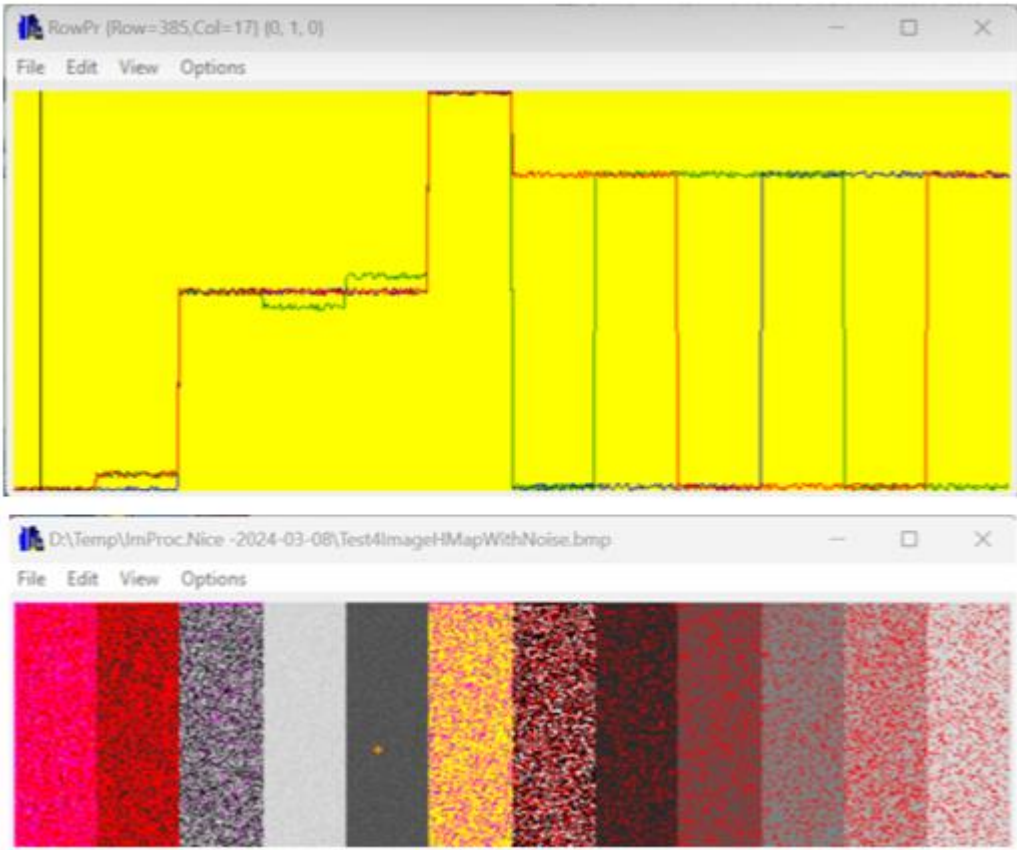 RowPr (Row=385,Col=17) (0, 1, 0)
File Edit View Options
D:\Temp\ImProc.Nice -2024-03-08\Test4ImageHMapWithNoise.bmp
File Edit View Options